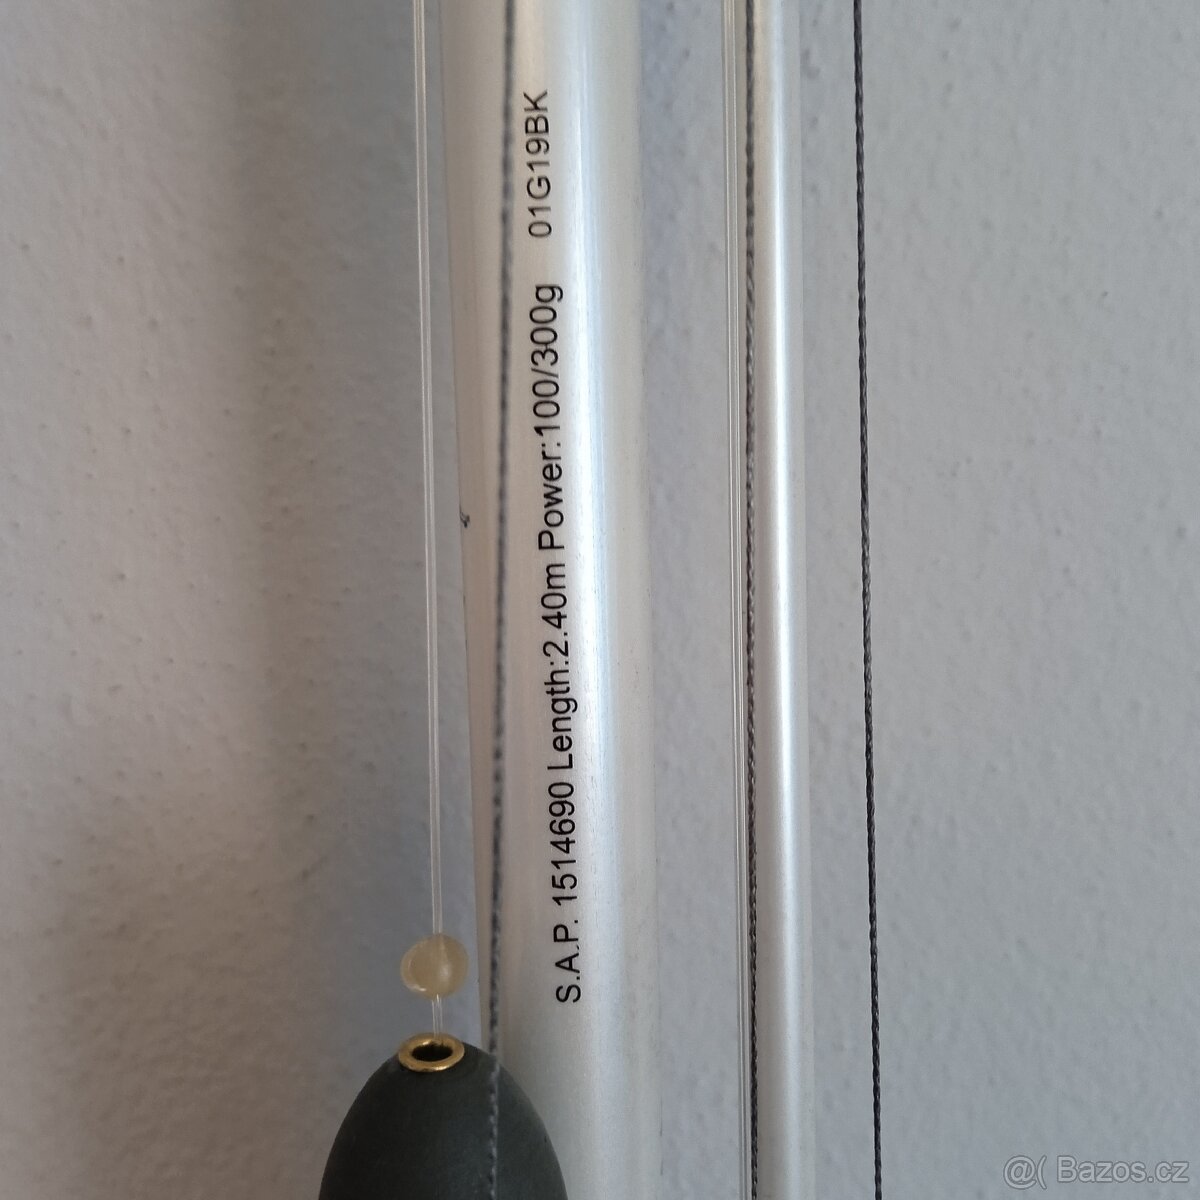 S.A.P. 1514690 Length:2.40m Power:100/300g 01G19BK
@( Bazos.cz